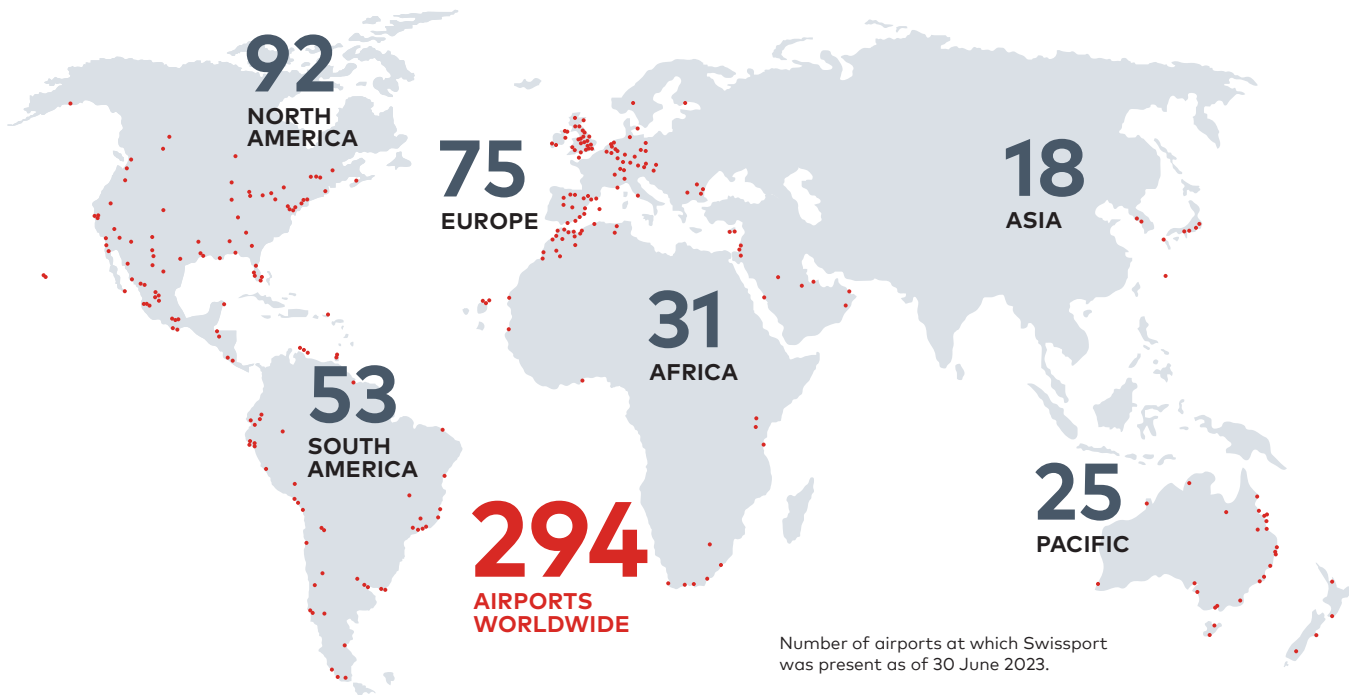 92
NORTH
AMERICA
75
EUROPE
18
ASIA
31
AFRICA
53
SOUTH
AMERICA
25
PACIFIC
294
AIRPORTS
WORLDWIDE
Number of airports at which Swissport
was present as of 30 June 2023.